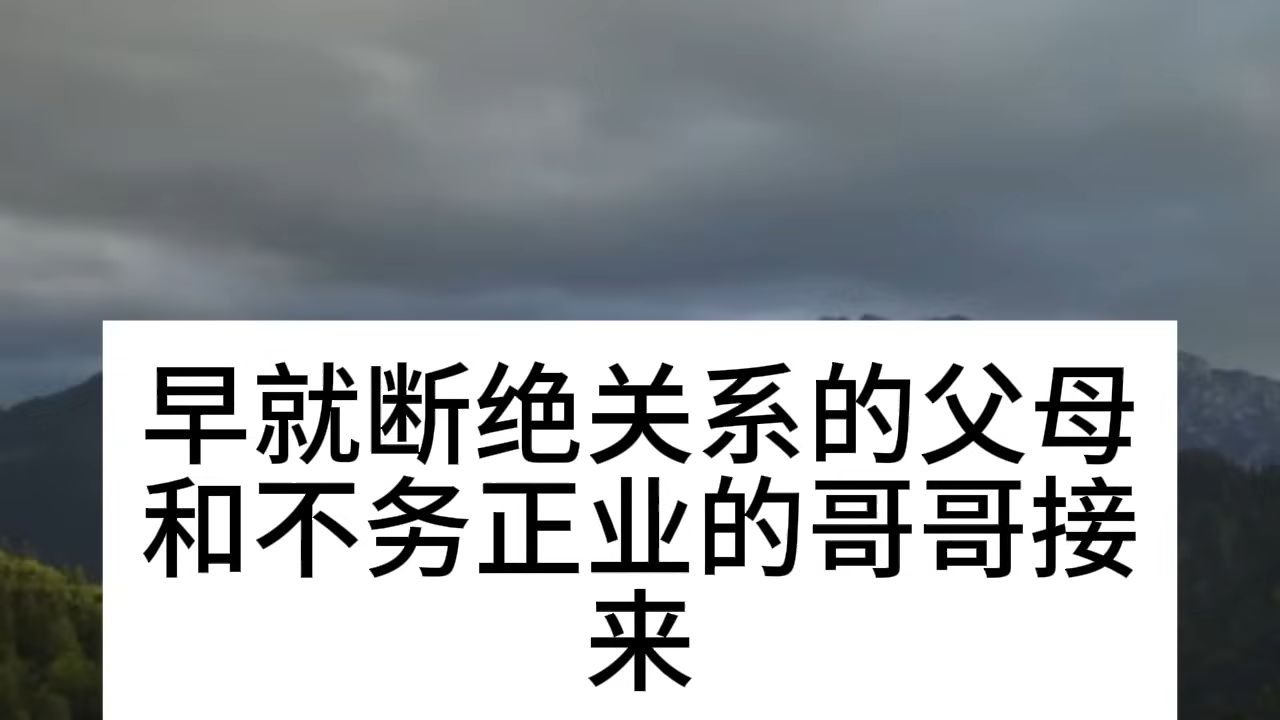 早就断绝关系的父母
和不务正业的哥哥接
来